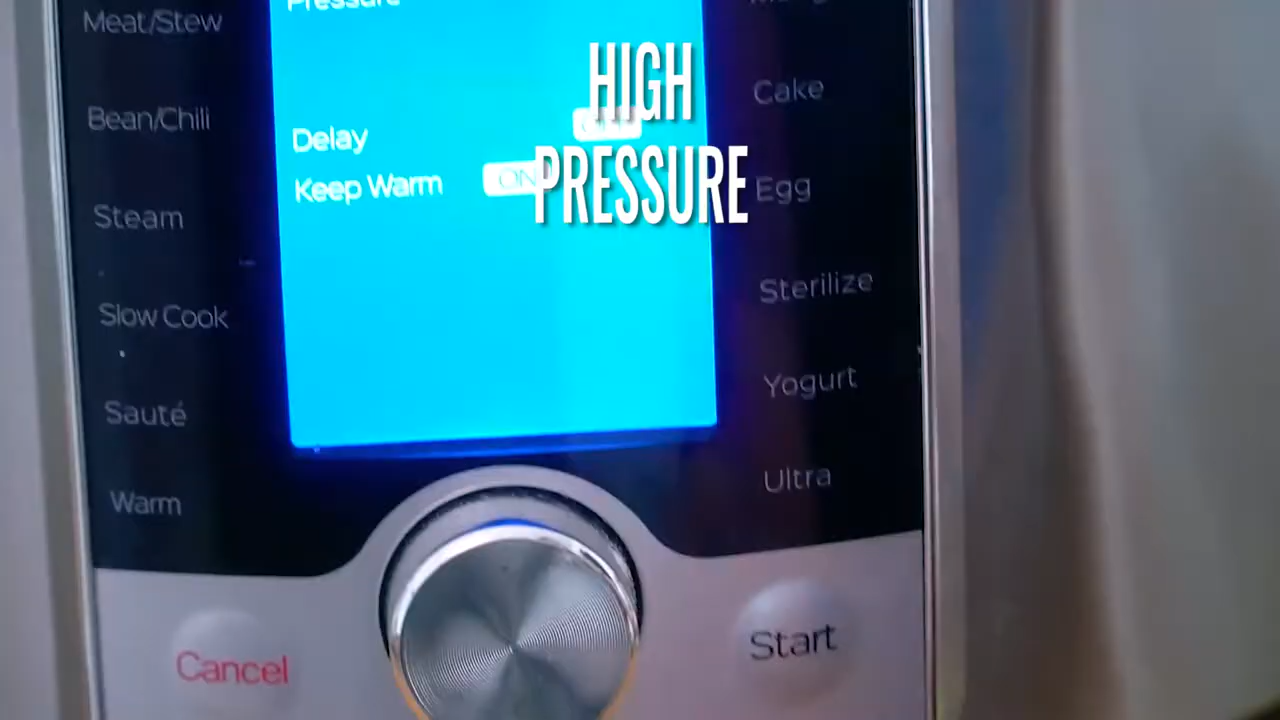 Meat/Stew
Bean/Chili
Steam
Slow Cook
Sauté
Warm
Pressure
Delay
Keep Warm ON
HIGH
PRESSURE
Cake
Egg
Sterilize
Yogurt
Ultra
Cancel
Start